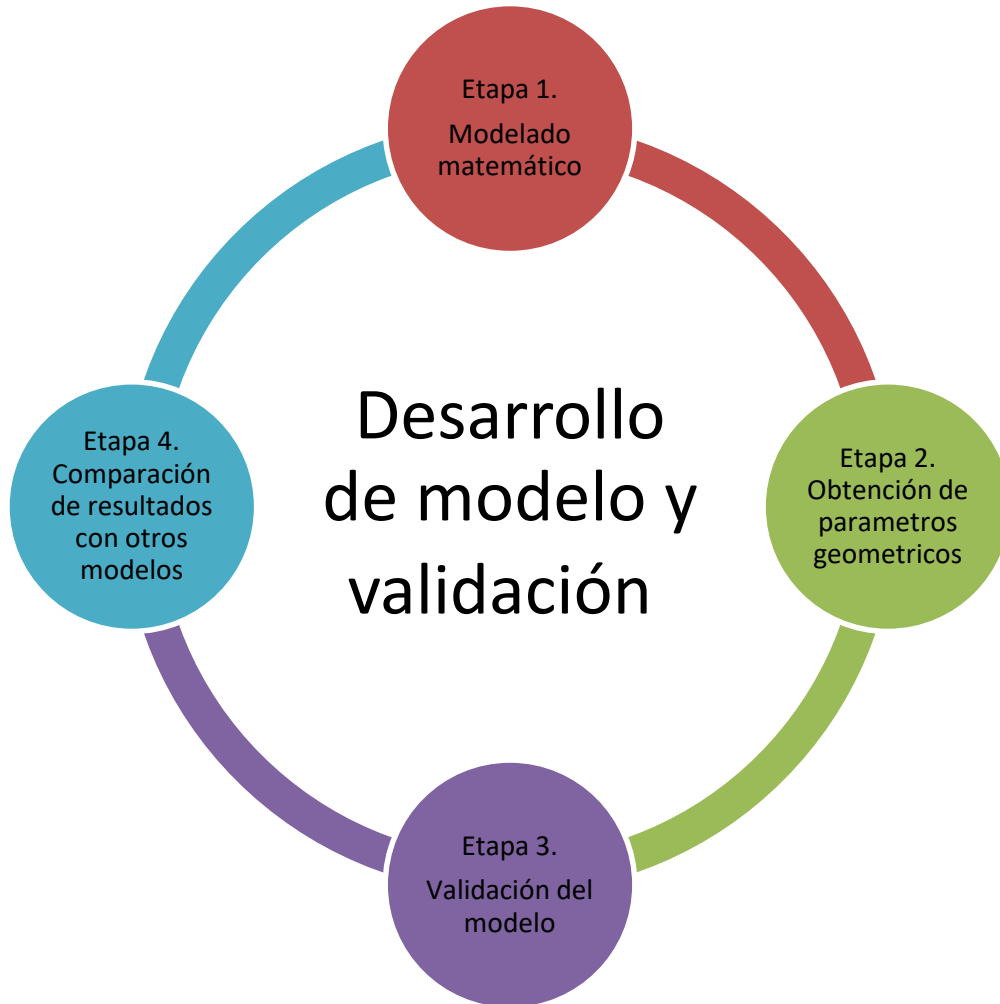 Etapa 1.
Modelado
matemático
Etapa 2.
Obtención de
parametros
geometricos
Etapa 3.
Validación del
modelo
Etapa 4.
Comparación
de resultados
con otros
modelos
Desarrollo
de modelo y
validación